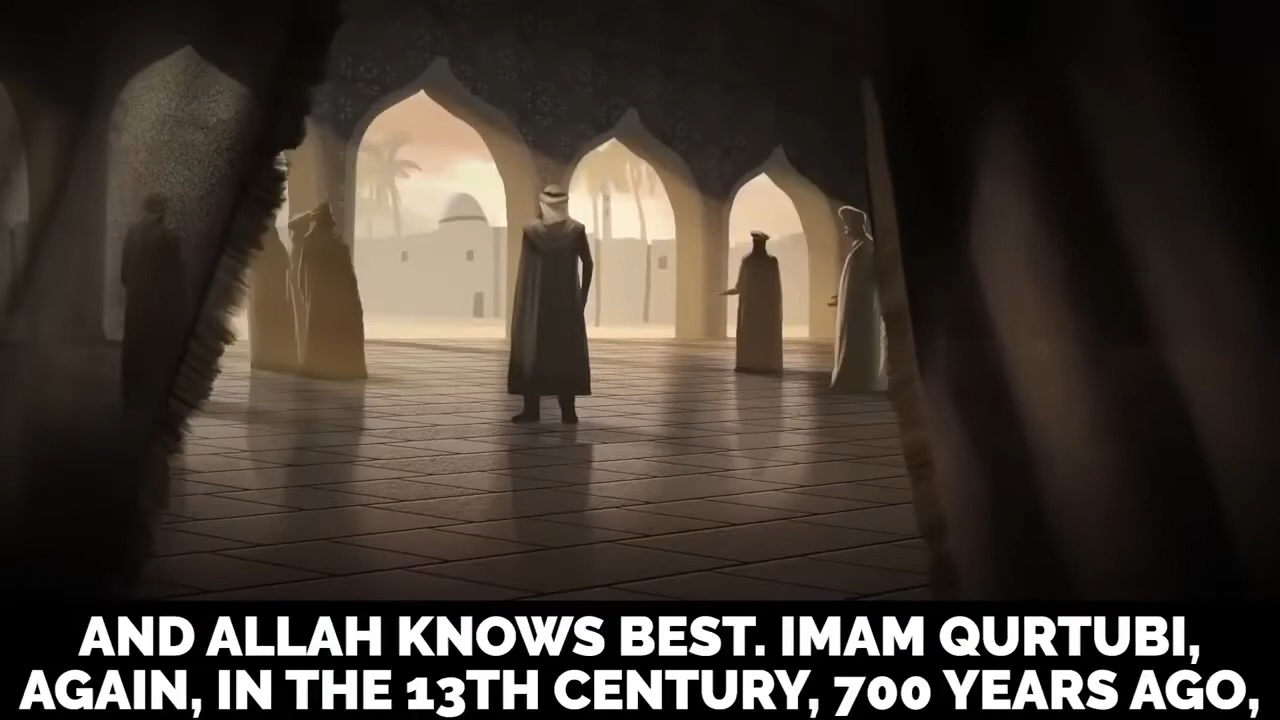 AND ALLAH KNOWS BEST. IMAM QURTUBI,
AGAIN, IN THE 13TH CENTURY, 700 YEARS AGO,